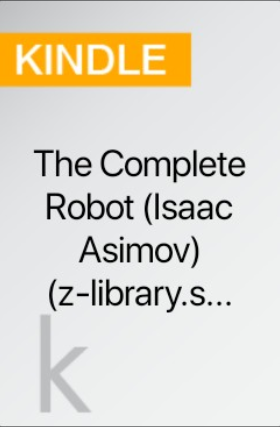 KINDLE
The Complete
Robot (Isaac
Asimov)
(z-library.s...
k